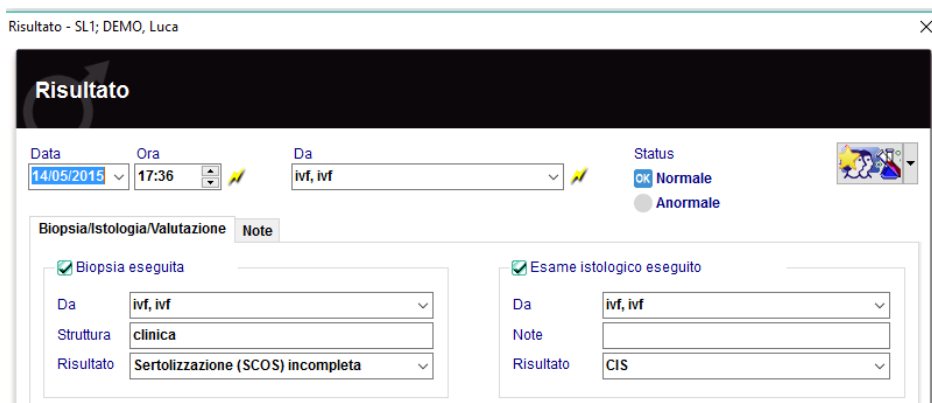 Risultato - SL1; DEMO, Luca
Risultato
Data Ora Da Status
14/05/2015 17:36 ivf, ivf OK Normale
Anormale
Biopsia/Istologia/Valutazione Note
Biopsia eseguita Esame istologico eseguito
Da ivf, ivf Da ivf, ivf
Struttura clinica Note
Risultato Sertolizzazione (SCOS) incompleta Risultato CIS